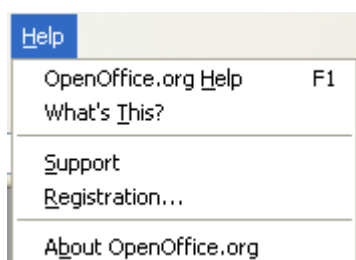 Help
OpenOffice.org Help F1
What's This?
Support
Registration...
About OpenOffice.org